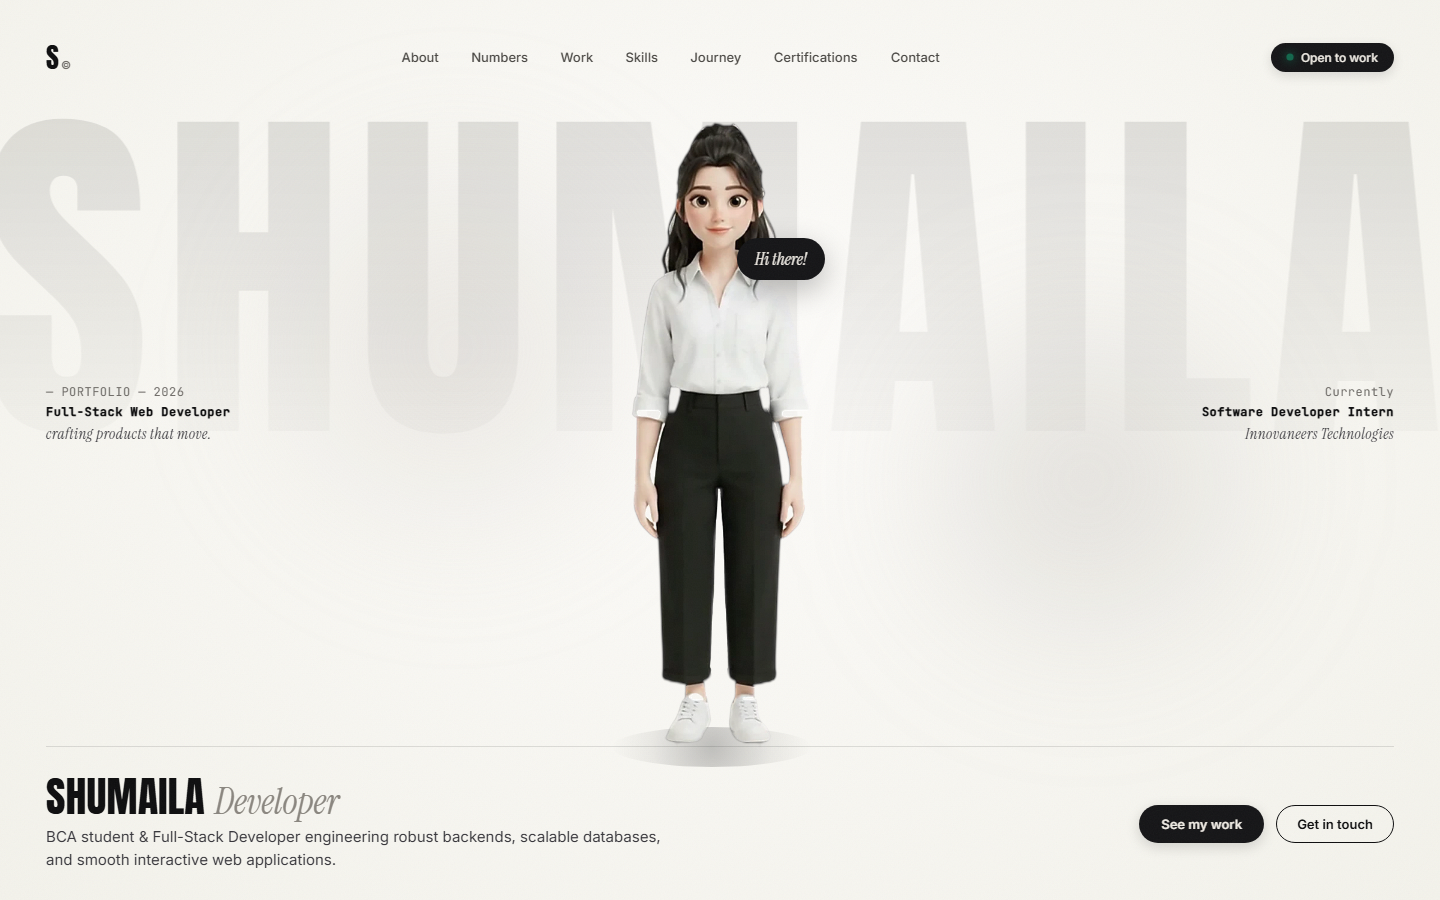 S ©
About
Numbers
Work
Skills
Journey
Certifications
Contact
Open to work
SHUMAILA
Hi there!
— PORTFOLIO — 2026
Full-Stack Web Developer
crafting products that move.
Currently
Software Developer Intern
Innovaneers Technologies
SHUMAILA Developer
BCA student & Full-Stack Developer engineering robust backends, scalable databases,
and smooth interactive web applications.
See my work
Get in touch